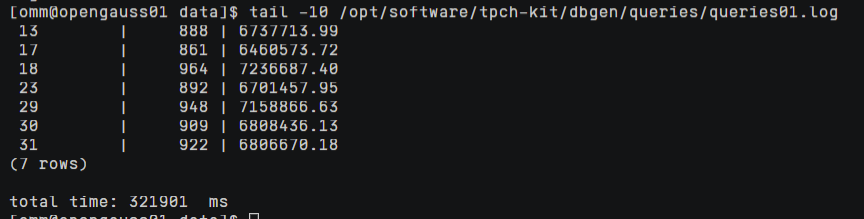 [omm@opengauss01 data]$ tail -10 /opt/software/tpch-kit/dbgen/queries/queries01.log
 13         |     888 | 6737713.99
 17         |     861 | 6460573.72
 18         |     964 | 7236687.40
 23         |     892 | 6701457.95
 29         |     948 | 7158866.63
 30         |     909 | 6808436.13
 31         |     922 | 6806670.18
(7 rows)

total time: 321901  ms
[omm@opengauss01 data]$